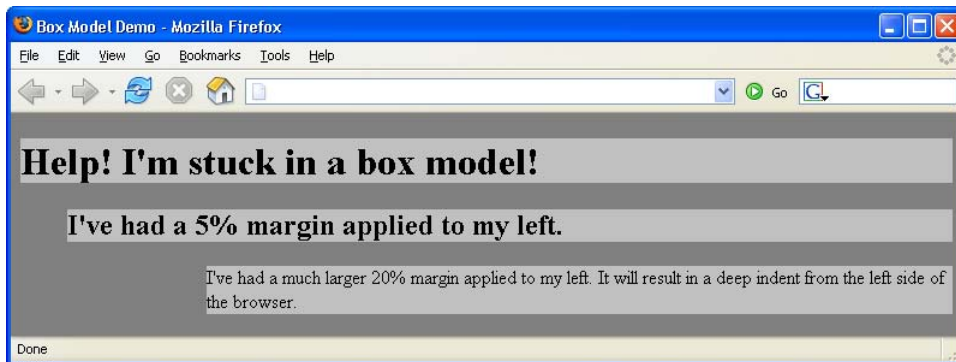 Box Model Demo - Mozilla Firefox
File Edit View Go Bookmarks Tools Help
Go G
Help! I'm stuck in a box model!
I've had a 5% margin applied to my left.
I've had a much larger 20% margin applied to my left. It will result in a deep indent from the left side of
the browser.
Done